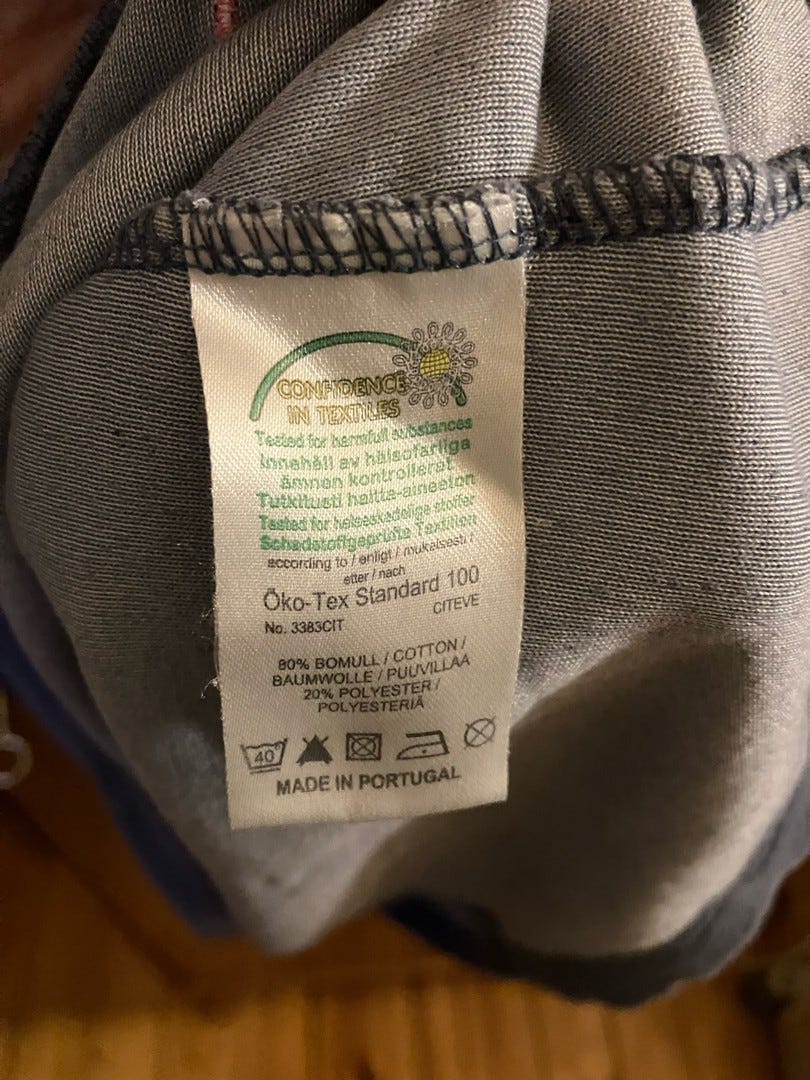 CONFIDENCE
IN TEXTILES
Tested for harmfull substances
Innehåll av hälsofarliga
ämnen kontrollerat
Tutkitusti haitta-aineeton
Tested for helseskadelige stoffer
Schadstoffgeprüfte Textilien
according to / enligt / mukaisesti /
etter / nach
Öko-Tex Standard 100
No. 3383CIT CITEVE
80% BOMULL / COTTON /
BAUMWOLLE / PUUVILLAA
20% POLYESTER /
POLYESTERIÄ
40°
MADE IN PORTUGAL